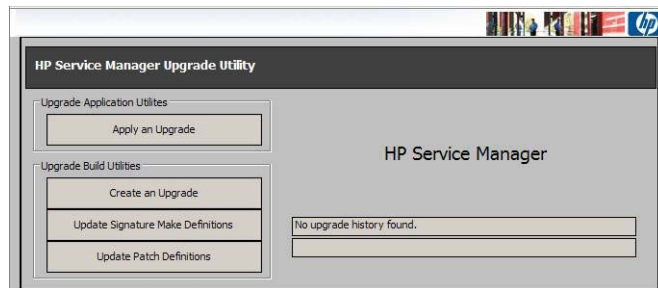 hp
HP Service Manager Upgrade Utility
Upgrade Application Utilites
Apply an Upgrade
Upgrade Build Utilities
Create an Upgrade
Update Signature Make Definitions
Update Patch Definitions
HP Service Manager
No upgrade history found.